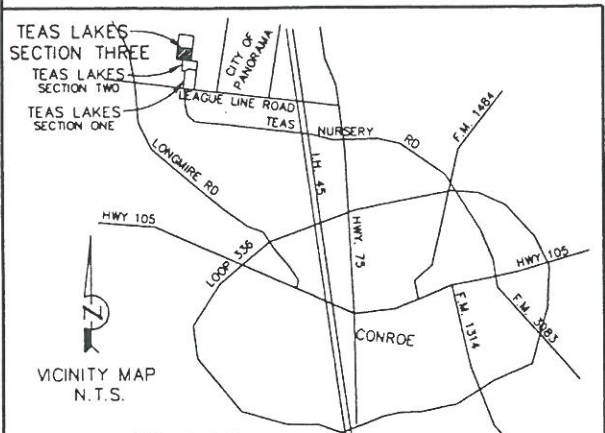 TEAS LAKES
SECTION THREE
TEAS LAKES
SECTION TWO
TEAS LAKES
SECTION ONE
CITY OF
PANORAMA
LEAGUE LINE ROAD
TEAS NURSERY RD
F.M. 1484
LONGMIRE RD
I.H. 45
HWY. 75
HWY 105
LOOP 336
HWY 105
F.M. 1314
F.M. 3083
CONROE
N
VICINITY MAP
N.T.S.